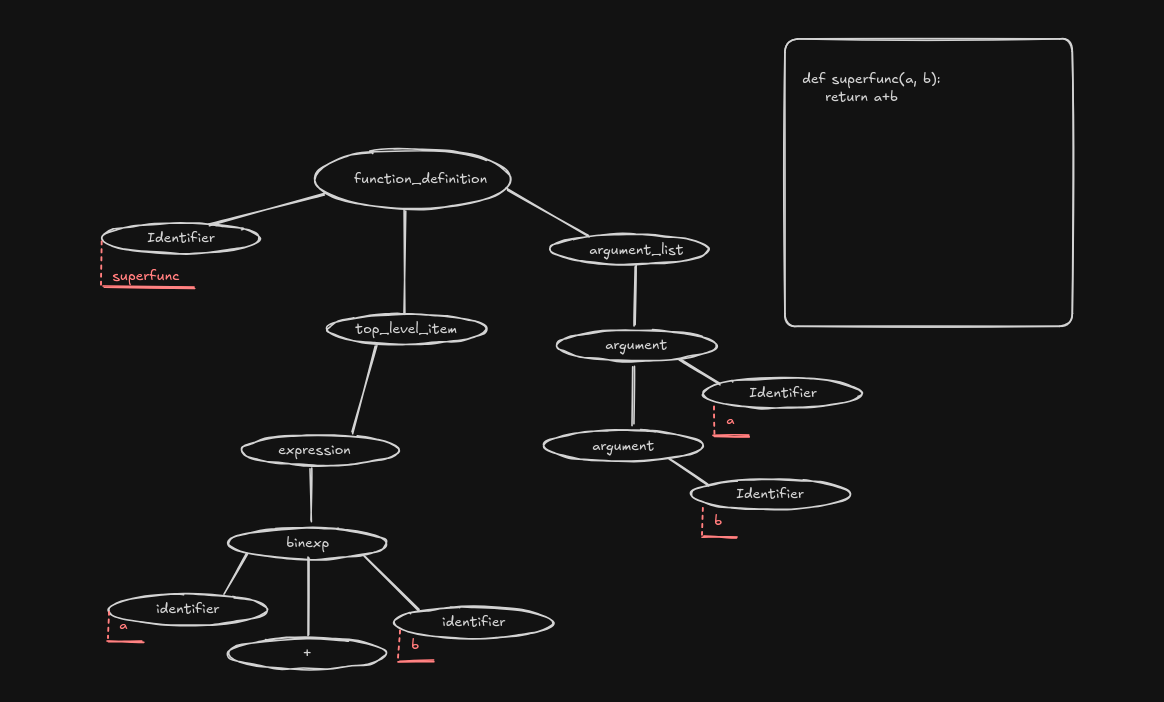 def superfunc(a, b):
return a+b
function_definition
Identifier
superfunc
argument_list
top_level_item
argument
Identifier
a
argument
Identifier
b
expression
binexp
identifier
a
identifier
b
+